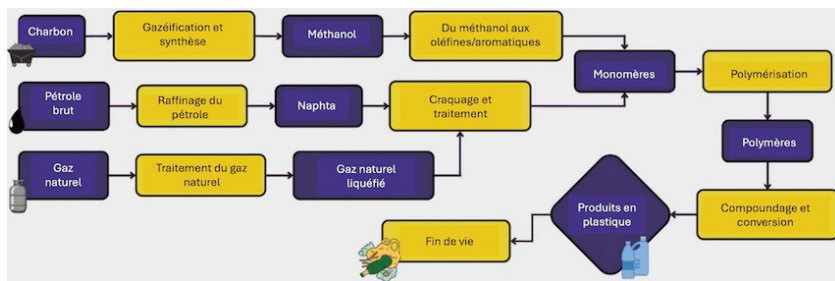 Charbon
Gazéification et
synthèse
Méthanol
Du méthanol aux
oléfines/aromatiques
Monomères
Polymérisation
Pétrole
brut
Raffinage du
pétrole
Naphta
Craquage et
traitement
Polymères
Gaz
naturel
Traitement du gaz
naturel
Gaz naturel
liquéfié
Produits en
plastique
Compoundage et
conversion
Fin de vie